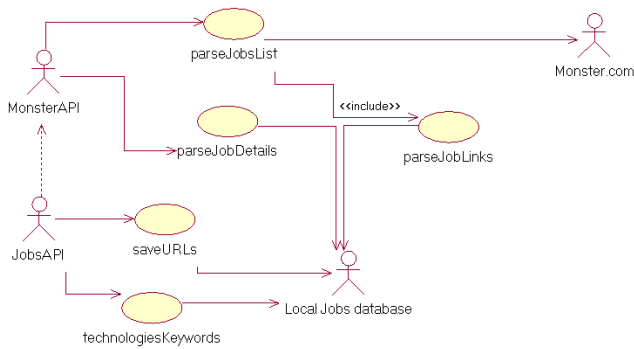 parseJobsList
Monster.com
MonsterAPI
<<include>>
parseJobDetails
parseJobLinks
JobsAPI
saveURLs
Local Jobs database
technologiesKeywords